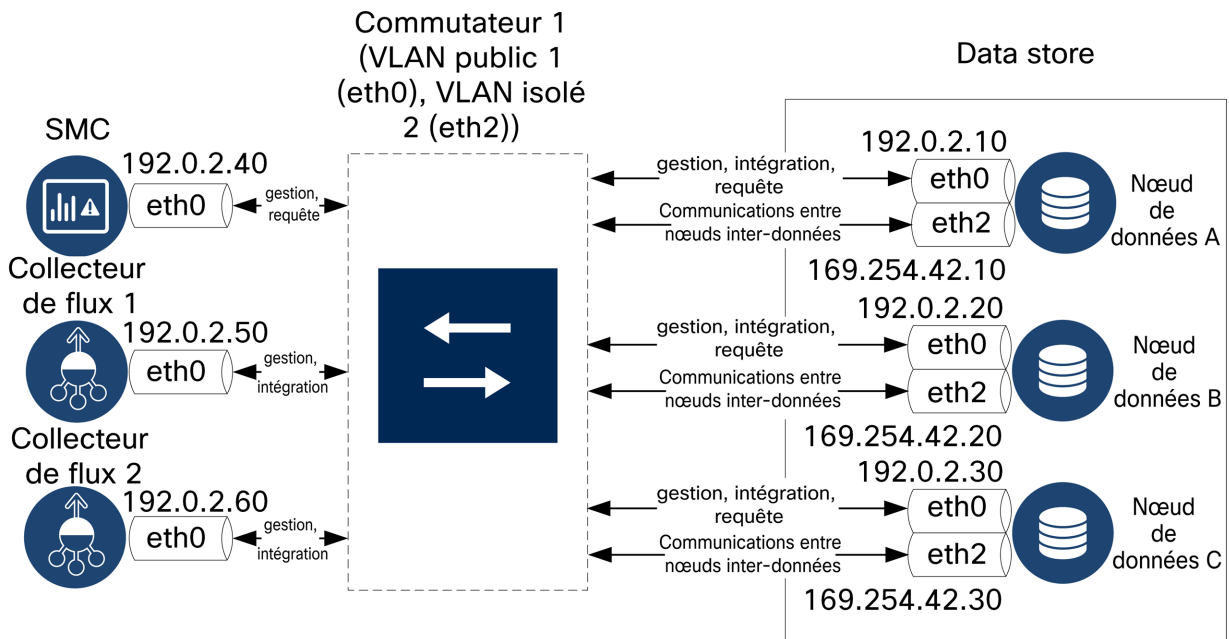 Commutateur 1
(VLAN public 1
(eth0), VLAN isolé
2 (eth2))
Data store
SMC
192.0.2.40
eth0
gestion,
requête
Collecteur
de flux 1
192.0.2.50
eth0
gestion,
intégration
Collecteur
de flux 2
192.0.2.60
eth0
gestion,
intégration
gestion, intégration,
requête
Communications entre
nœuds inter-données
192.0.2.10
eth0
eth2
169.254.42.10
Nœud
de
données A
gestion, intégration,
requête
Communications entre
nœuds inter-données
192.0.2.20
eth0
eth2
169.254.42.20
Nœud
de
données B
gestion, intégration,
requête
Communications entre
nœuds inter-données
192.0.2.30
eth0
eth2
169.254.42.30
Nœud
de
données C